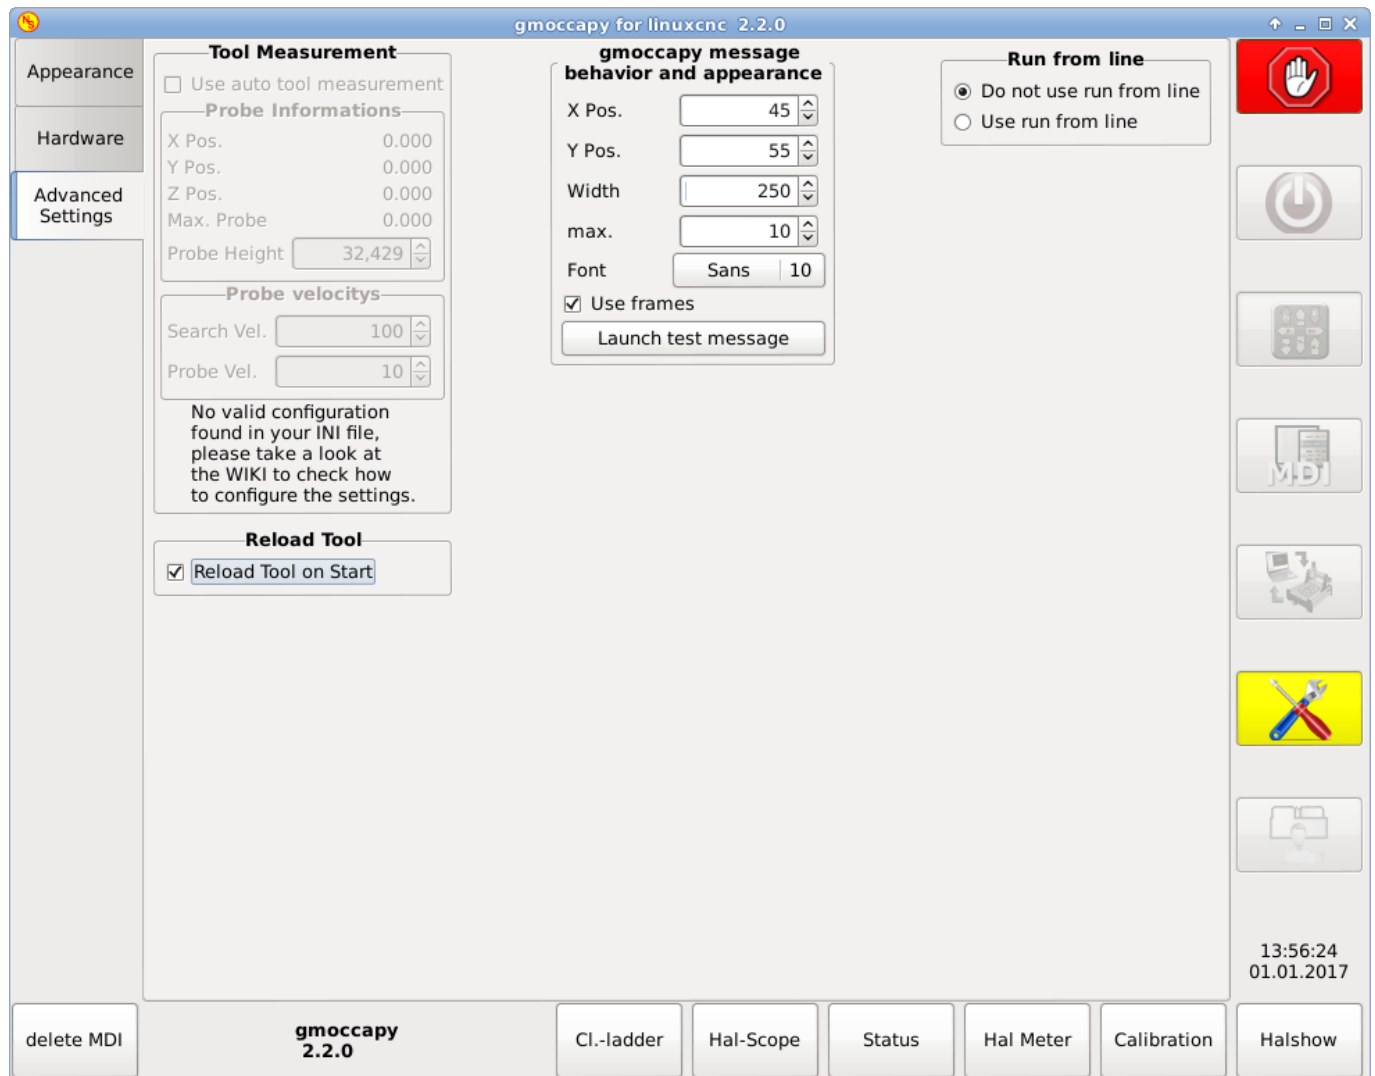 gmoccapy for linuxcnc 2.2.0
Appearance
Hardware
Advanced
Settings
Tool Measurement
Use auto tool measurement
Probe Informations
X Pos. 0.000
Y Pos. 0.000
Z Pos. 0.000
Max. Probe 0.000
Probe Height 32,429
Probe velocitys
Search Vel. 100
Probe Vel. 10
No valid configuration
found in your INI file,
please take a look at
the WIKI to check how
to configure the settings.
Reload Tool
Reload Tool on Start
gmoccapy message
behavior and appearance
X Pos. 45
Y Pos. 55
Width 250
max. 10
Font Sans 10
Use frames
Launch test message
Run from line
Do not use run from line
Use run from line
MDI
13:56:24
01.01.2017
delete MDI
gmoccapy
2.2.0
Cl.-ladder
Hal-Scope
Status
Hal Meter
Calibration
Halshow